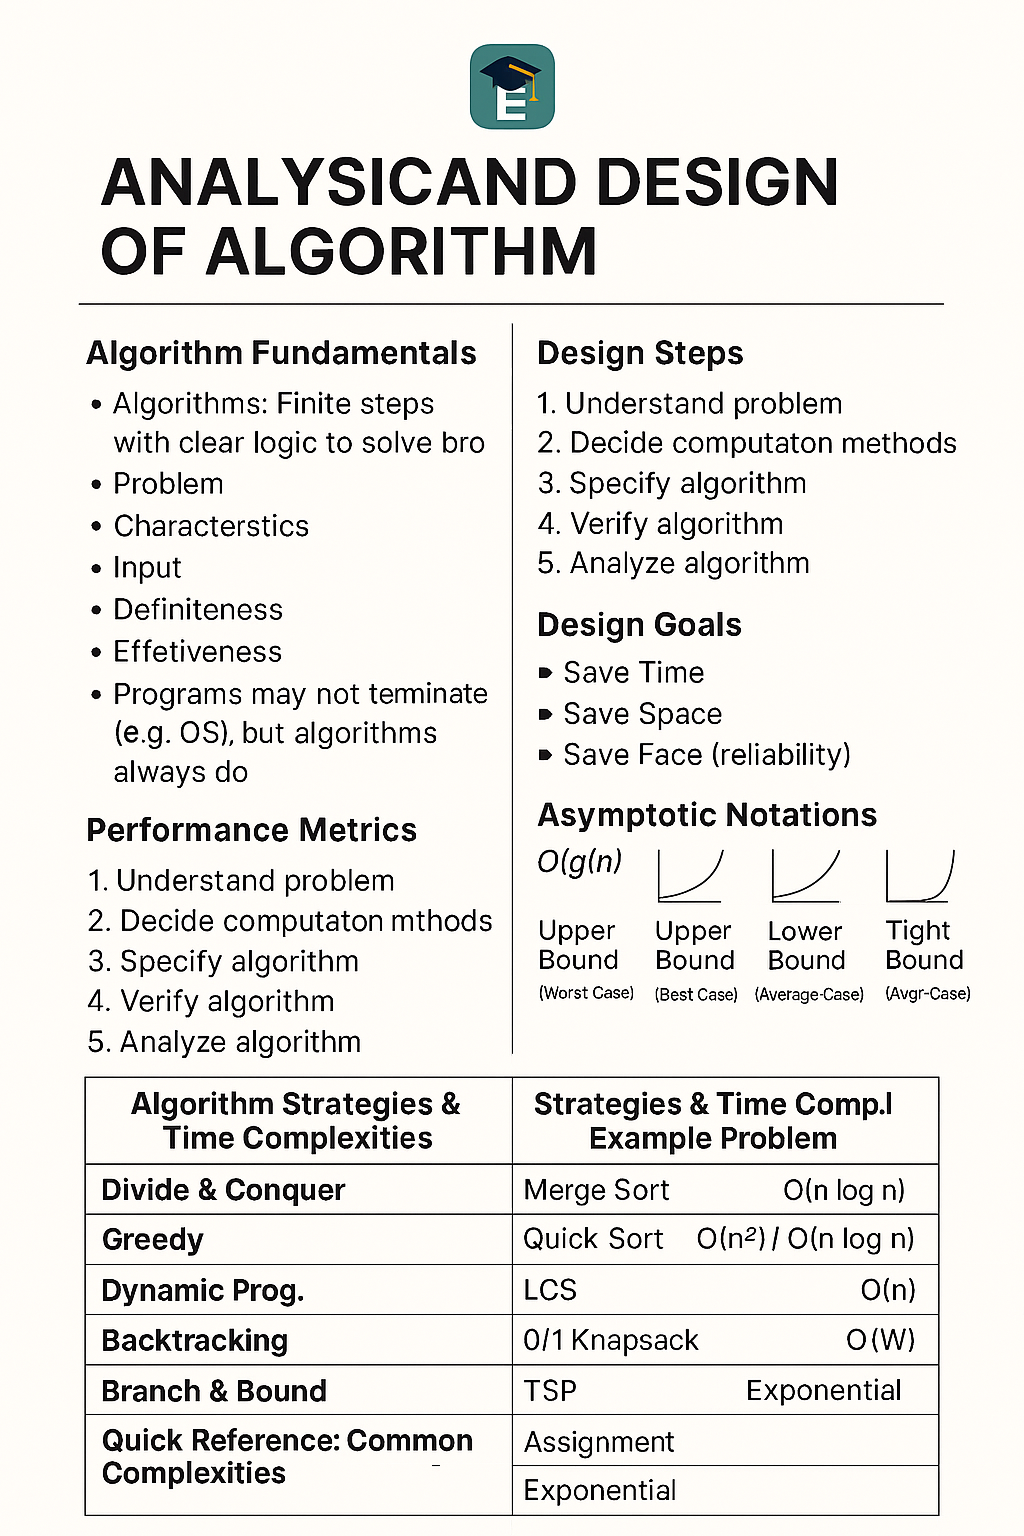 E
ANALYSICAND DESIGN
OF ALGORITHM
Algorithm Fundamentals
• Algorithms: Finite steps
with clear logic to solve bro
• Problem
• Characterstics
• Input
• Definiteness
• Effetiveness
• Programs may not teminate
(e.g. OS), but algorithms
always do
Performance Metrics
1. Understand problem
2. Decide computaton mthods
3. Specify algorithm
4. Verify algorithm
5. Analyze algorithm
Design Steps
1. Understand problem
2. Decide computaton methods
3. Specify algorithm
4. Verify algorithm
5. Analyze algorithm
Design Goals
Save Time
Save Space
Save Face (reliability)
Asymptotic Notations
O(g(n)
Upper Bound (Worst Case)
Upper Bound (Best Case)
Lower Bound (Average-Case)
Tight Bound (Avgr-Case)
Algorithm Strategies &
Time Complexities
Strategies & Time Comp.l
Example Problem
Divide & Conquer Merge Sort O(n log n)
Greedy Quick Sort O(n²) / O(n log n)
Dynamic Prog. LCS O(n)
Backtracking 0/1 Knapsack O(W)
Branch & Bound TSP Exponential
Quick Reference: Common
Complexities
Assignment
Exponential